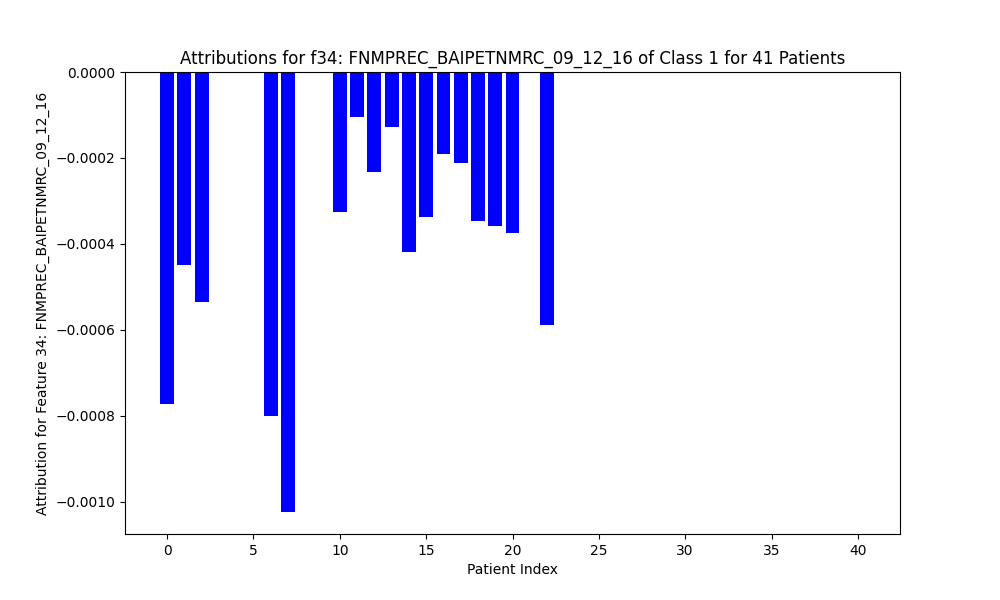 Attributions for f34: FNMPREC_BAIPETNMRC_09_12_16 of Class 1 for 41 Patients
Attribution for Feature 34: FNMPREC_BAIPETNMRC_09_12_16
0.0000
−0.0002
−0.0004
−0.0006
−0.0008
−0.0010
0 5 10 15 20 25 30 35 40
Patient Index